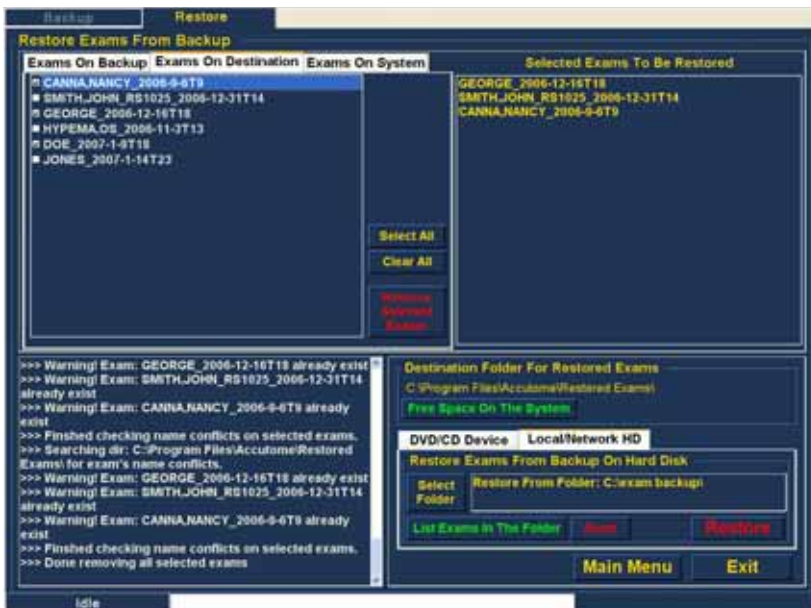 Backup Restore
Restore Exams From Backup
Exams On Backup Exams On Destination Exams On System
CANNA,NANCY_2006-9-6T9
SMITH,JOHN_RS1025_2006-12-31T14
GEORGE_2006-12-16T18
HYPEMA,OS_2006-11-3T13
DOE_2007-1-9T18
JONES_2007-1-14T23
Select All
Clear All
Remove
Selected
Exams
Selected Exams To Be Restored
GEORGE_2006-12-16T18
SMITH,JOHN_RS1025_2006-12-31T14
CANNA,NANCY_2006-9-6T9
>>> Warning! Exam: GEORGE_2006-12-16T18 already exist
>>> Warning! Exam: SMITH,JOHN_RS1025_2006-12-31T14
already exist
>>> Warning! Exam: CANNA,NANCY_2006-9-6T9 already
exist
>>> Finshed checking name conflicts on selected exams.
>>> Searching dir: C:\Program Files\Accutome\Restored
Exams\ for exam's name conflicts.
>>> Warning! Exam: GEORGE_2006-12-16T18 already exist
>>> Warning! Exam: SMITH,JOHN_RS1025_2006-12-31T14
already exist
>>> Warning! Exam: CANNA,NANCY_2006-9-6T9 already
exist
>>> Finshed checking name conflicts on selected exams.
>>> Done removing all selected exams
Destination Folder For Restored Exams
C:\Program Files\Accutome\Restored Exams\
Free Space On The System
DVD/CD Device Local/Network HD
Restore Exams From Backup On Hard Disk
Select
Folder
Restore From Folder: C:\exam backup\
List Exams In The Folder Restore
Main Menu Exit
Idle